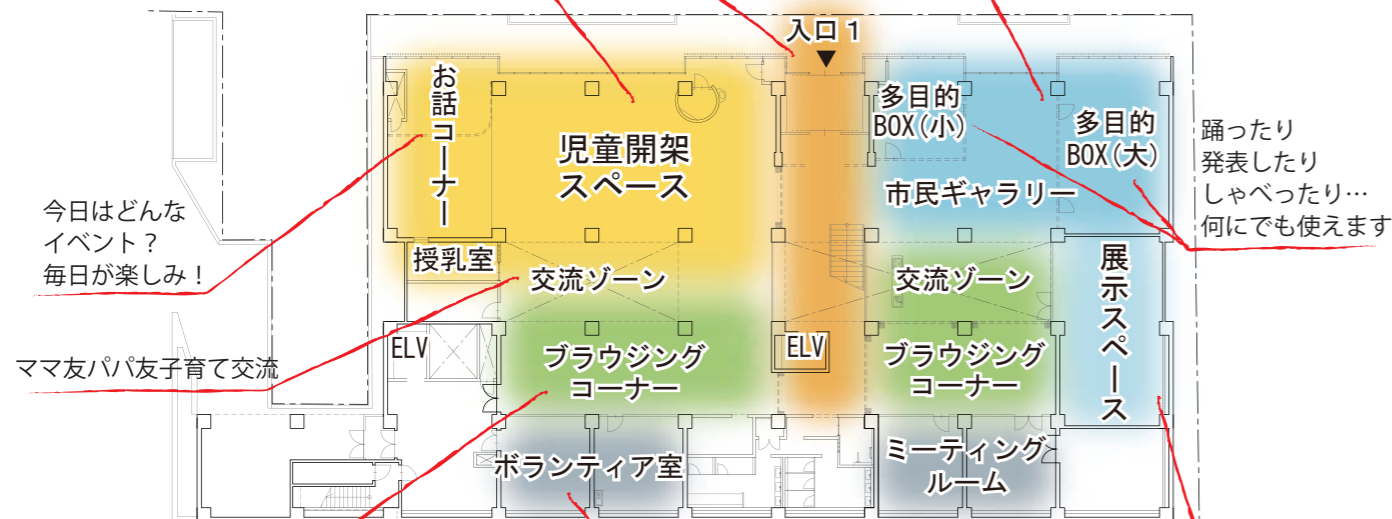 入口 1
お話コーナー
児童開架
スペース
多目的
BOX(小)
多目的
BOX(大)
市民ギャラリー
踊ったり
発表したり
しゃべったり…
何にでも使えます
今日はどんな
イベント？
毎日が楽しみ！
授乳室
交流ゾーン
交流ゾーン
展示スペース
ママ友パパ友子育て交流
ELV
ブラウジング
コーナー
ELV
ブラウジング
コーナー
ボランティア室
ミーティング
ルーム